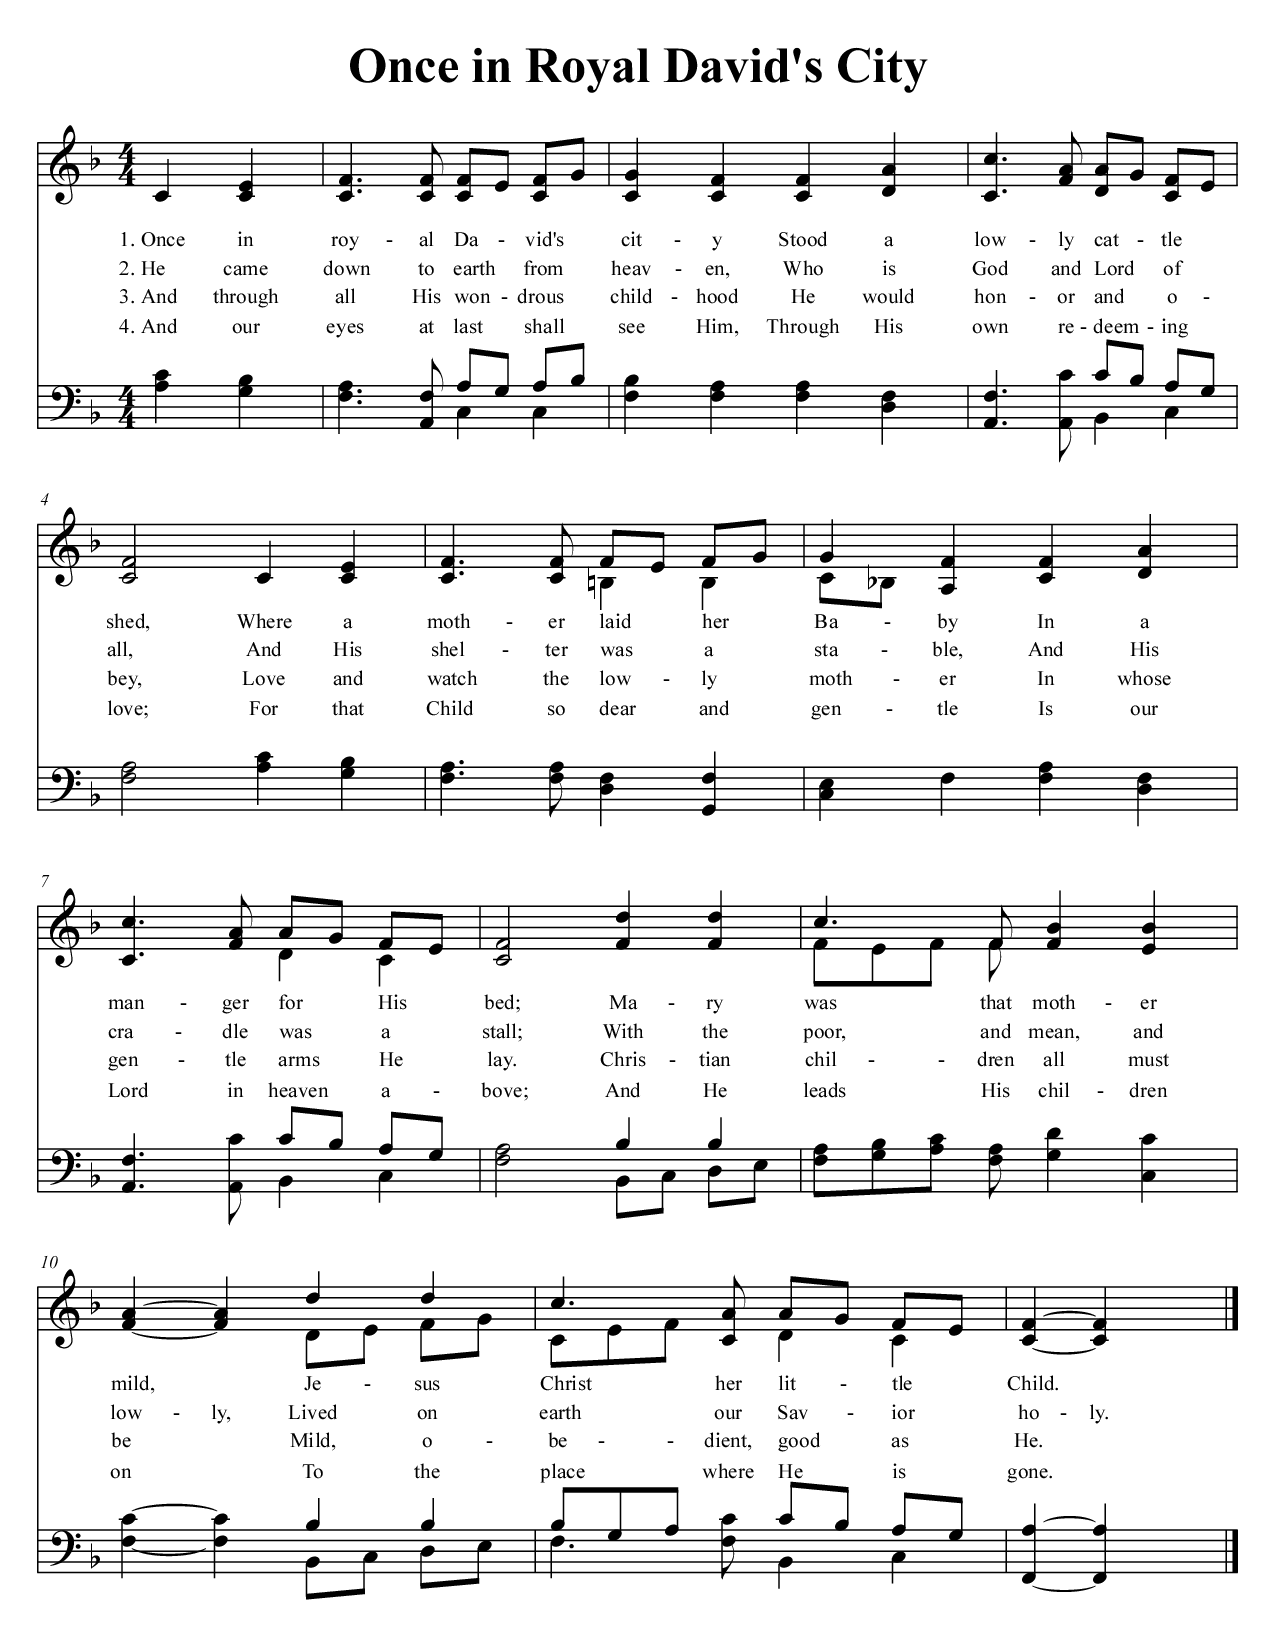 Once in Royal David's City
4
4
1. Once in roy - al Da - vid's cit - y Stood a low - ly cat - tle
2. He came down to earth from heav - en, Who is God and Lord of
3. And through all His won - drous child - hood He would hon - or and o -
4. And our eyes at last shall see Him, Through His own re - deem - ing
4
4
4
shed, Where a moth - er laid her Ba - by In a
all, And His shel - ter was a sta - ble, And His
bey, Love and watch the low - ly moth - er In whose
love; For that Child so dear and gen - tle Is our
7
man - ger for His bed; Ma - ry was that moth - er
cra - dle was a stall; With the poor, and mean, and
gen - tle arms He lay. Chris - tian chil - - dren all must
Lord in heaven a - bove; And He leads His chil - dren
10
mild, Je - sus Christ her lit - tle Child.
low - ly, Lived on earth our Sav - ior ho - ly.
be Mild, o - be - - dient, good as He.
on To the place where He is gone.